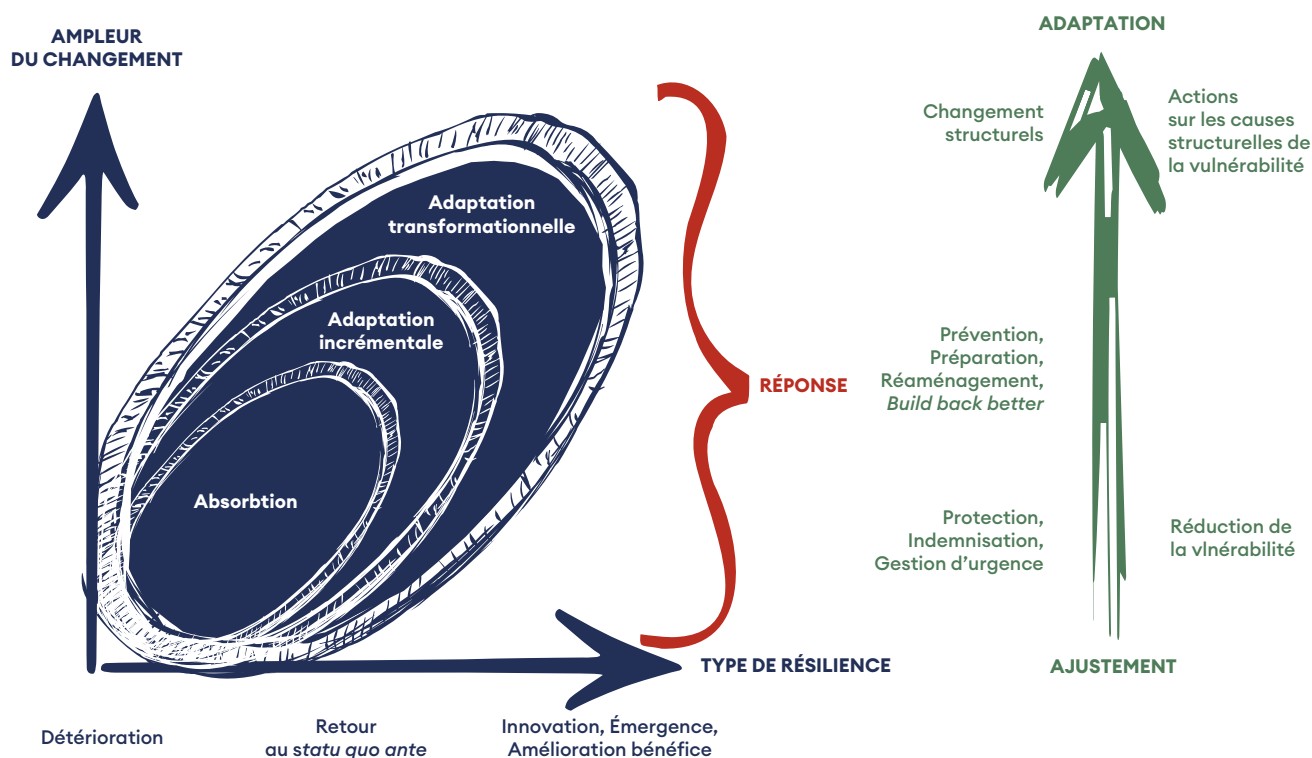 AMPLEUR
DU CHANGEMENT
Adaptation
transformationnelle
Adaptation
incrémentale
Absorbtion
TYPE DE RÉSILIENCE
Détérioration
Retour
au statu quo ante
Innovation, Émergence,
Amélioration bénéfice
RÉPONSE
ADAPTATION
Changement
structurels
Actions
sur les causes
structurelles de
la vulnérabilité
Prévention,
Préparation,
Réaménagement,
Build back better
Protection,
Indemnisation,
Gestion d’urgence
Réduction de
la vlnérabilité
AJUSTEMENT